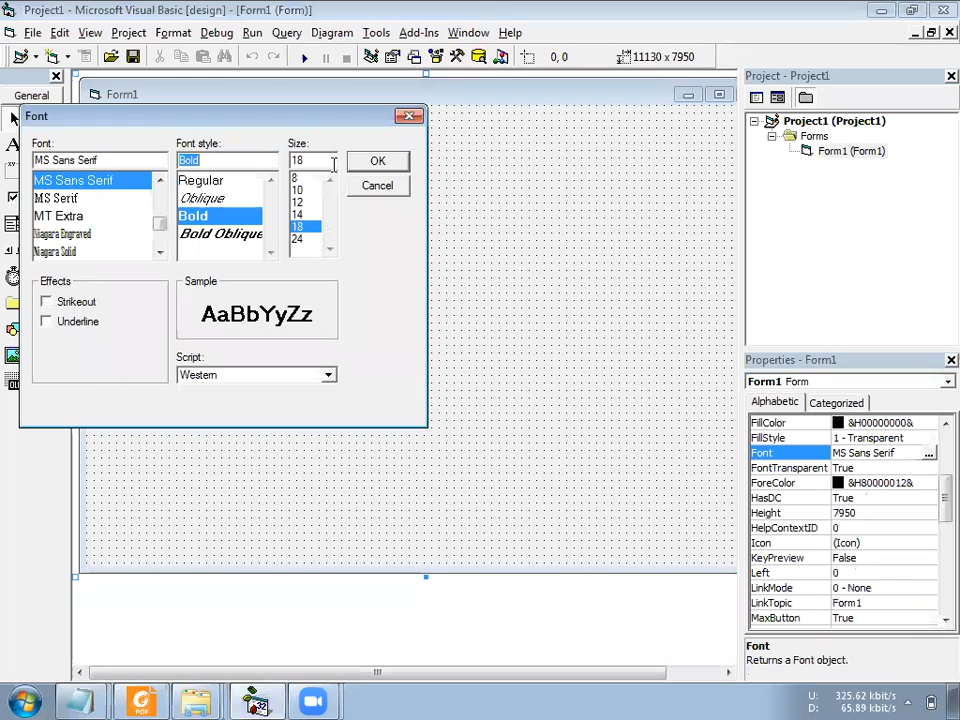 Project1 - Microsoft Visual Basic [design] - [Form1 (Form)]
File Edit View Project Format Debug Run Query Diagram Tools Add-Ins Window Help
0, 0
11130 x 7950
General
A
Form1
Font
Font: Font style: Size:
MS Sans Serif Bold 18 OK
MS Sans Serif Regular 8
MS Serif Oblique 10 Cancel
MT Extra Bold 12
Niagara Engraved Bold Oblique 14
Niagara Solid 18
24
Effects
Strikeout
Underline
Sample
AaBbYyZz
Script:
Western
Project - Project1
Project1 (Project1)
Forms
Form1 (Form1)
Properties - Form1
Form1 Form
Alphabetic Categorized
FillColor &H00000000&
FillStyle 1 - Transparent
Font MS Sans Serif ...
FontTransparent True
ForeColor &H80000012&
HasDC True
Height 7950
HelpContextID 0
Icon (Icon)
KeyPreview False
Left 0
LinkMode 0 - None
LinkTopic Form1
MaxButton True
Font
Returns a Font object.
U: 325.62 kbit/s
D: 65.89 kbit/s